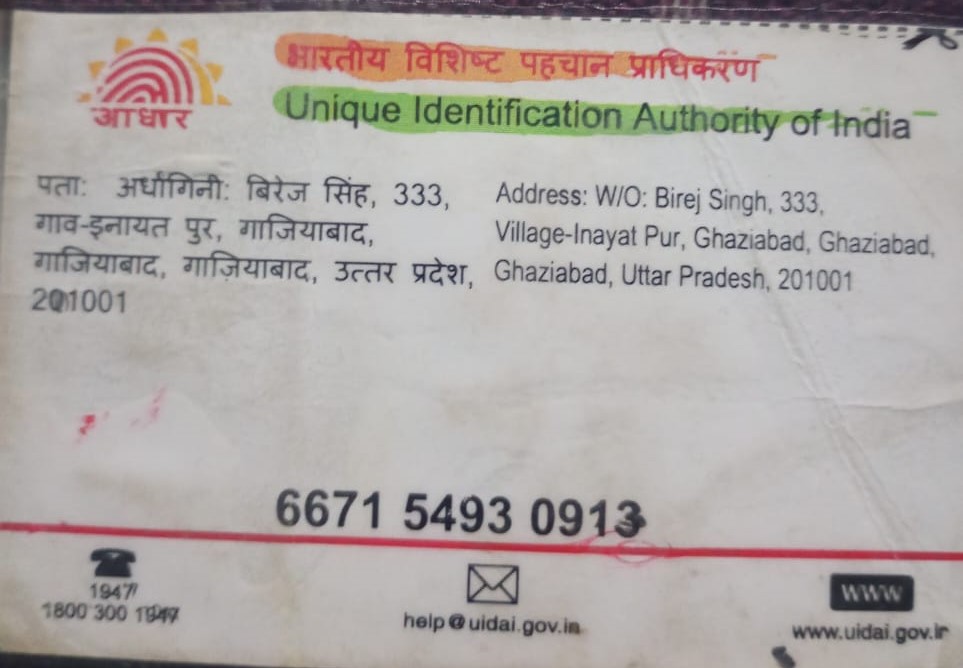 भारतीय विशिष्ट पहचान प्राधिकरण
आधार
Unique Identification Authority of India
पता: अर्धांगिनी: बिरेज सिंह, 333,
गाव-इनायत पुर, गाजियाबाद,
गाजियाबाद, गाज़ियाबाद, उत्तर प्रदेश,
201001
Address: W/O: Birej Singh, 333,
Village-Inayat Pur, Ghaziabad, Ghaziabad,
Ghaziabad, Uttar Pradesh, 201001
6671 5493 0913
1947
1800 300 1947
help@uidai.gov.in
www
www.uidai.gov.in